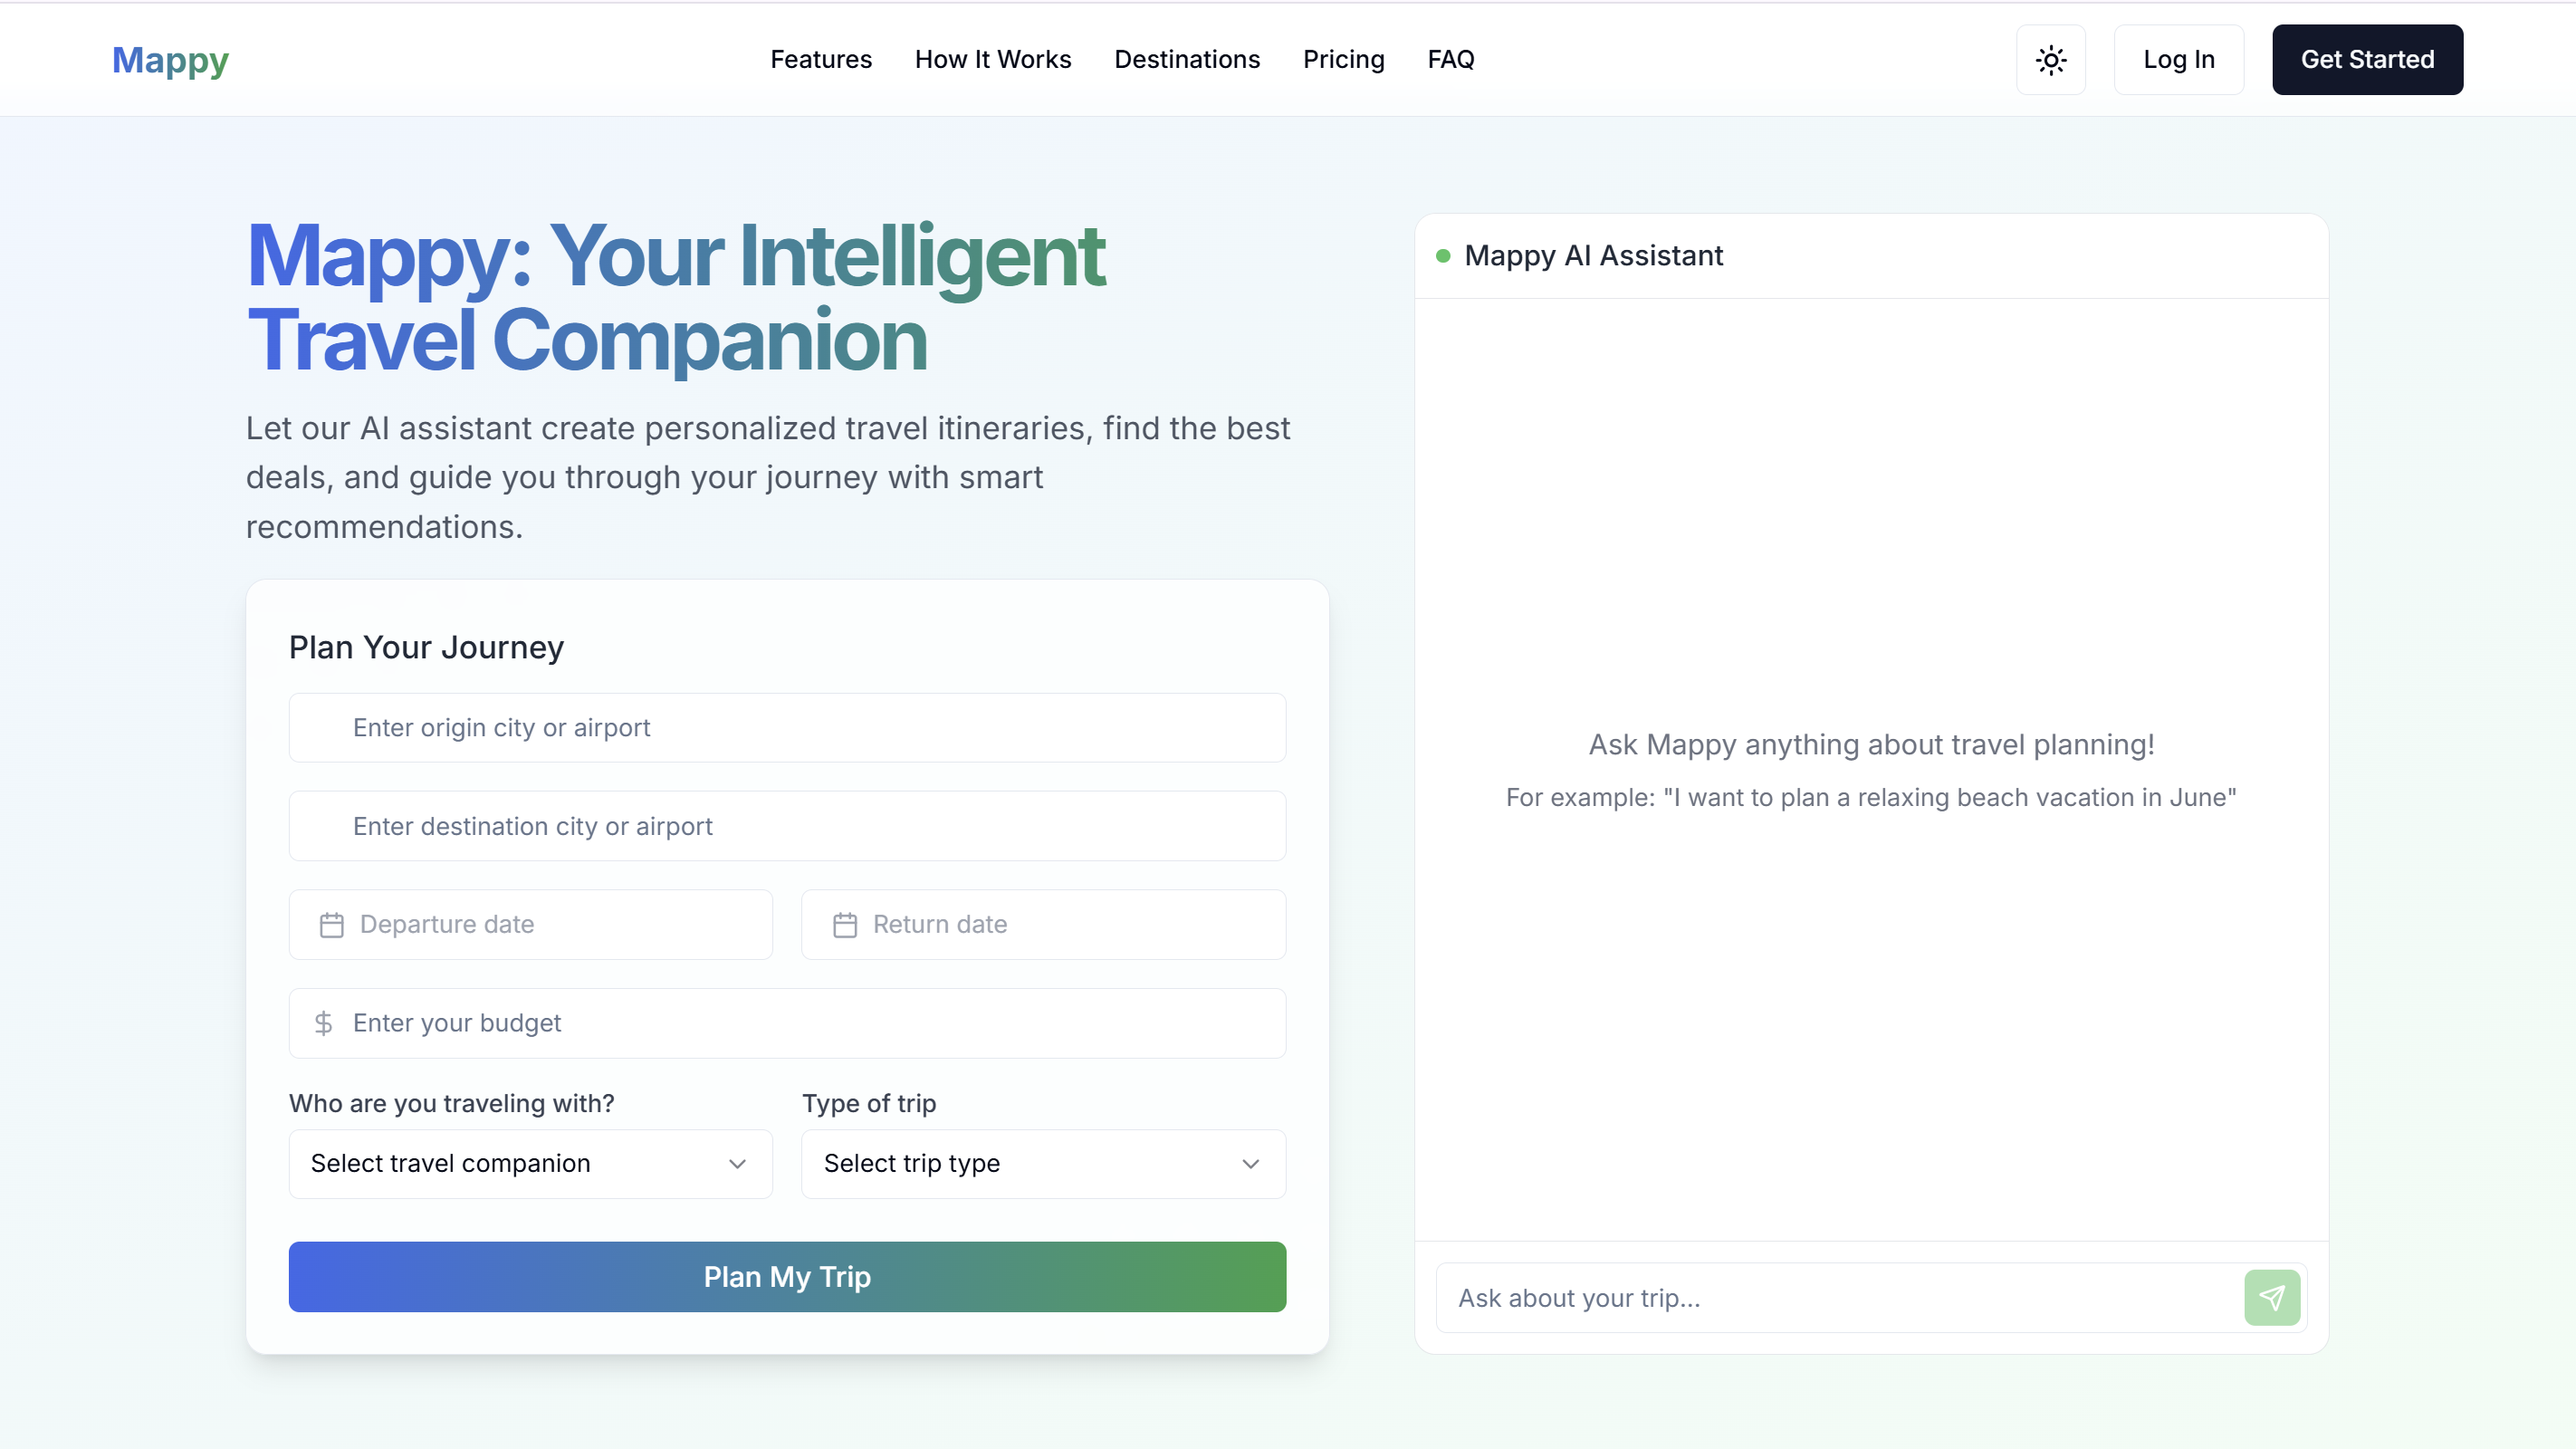 Mappy
Features
How It Works
Destinations
Pricing
FAQ
Log In
Get Started
Mappy: Your Intelligent
Travel Companion
Let our AI assistant create personalized travel itineraries, find the best
deals, and guide you through your journey with smart
recommendations.
Plan Your Journey
Enter origin city or airport
Enter destination city or airport
Departure date
Return date
$ Enter your budget
Who are you traveling with?
Type of trip
Select travel companion
Select trip type
Plan My Trip
Mappy AI Assistant
Ask Mappy anything about travel planning!
For example: "I want to plan a relaxing beach vacation in June"
Ask about your trip...